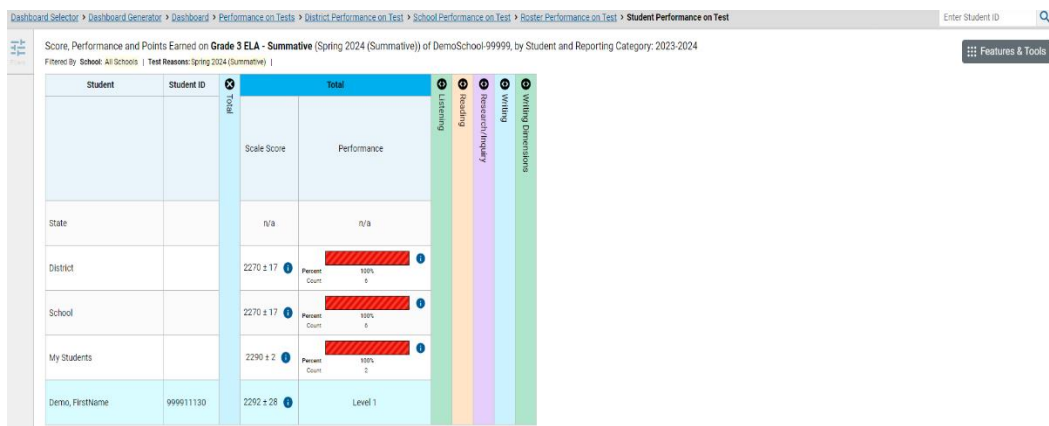 Dashboard Selector > Dashboard Generator > Dashboard > Performance on Tests > District Performance on Test > School Performance on Test > Roster Performance on Test > Student Performance on Test
Enter Student ID
Score, Performance and Points Earned on Grade 3 ELA - Summative (Spring 2024 (Summative)) of DemoSchool-99999, by Student and Reporting Category: 2023-2024
Features & Tools
Filtered By School: All Schools | Test Reasons: Spring 2024 (Summative) |
Student Student ID Total Total Listening Reading Research/Inquiry Writing Writing Dimensions
Scale Score Performance
State n/a n/a
District 2270 ± 17
Percent 100%
Count 6
School 2270 ± 17
Percent 100%
Count 6
My Students 2290 ± 2
Percent 100%
Count 2
Demo, FirstName 999911130 2292 ± 28 Level 1